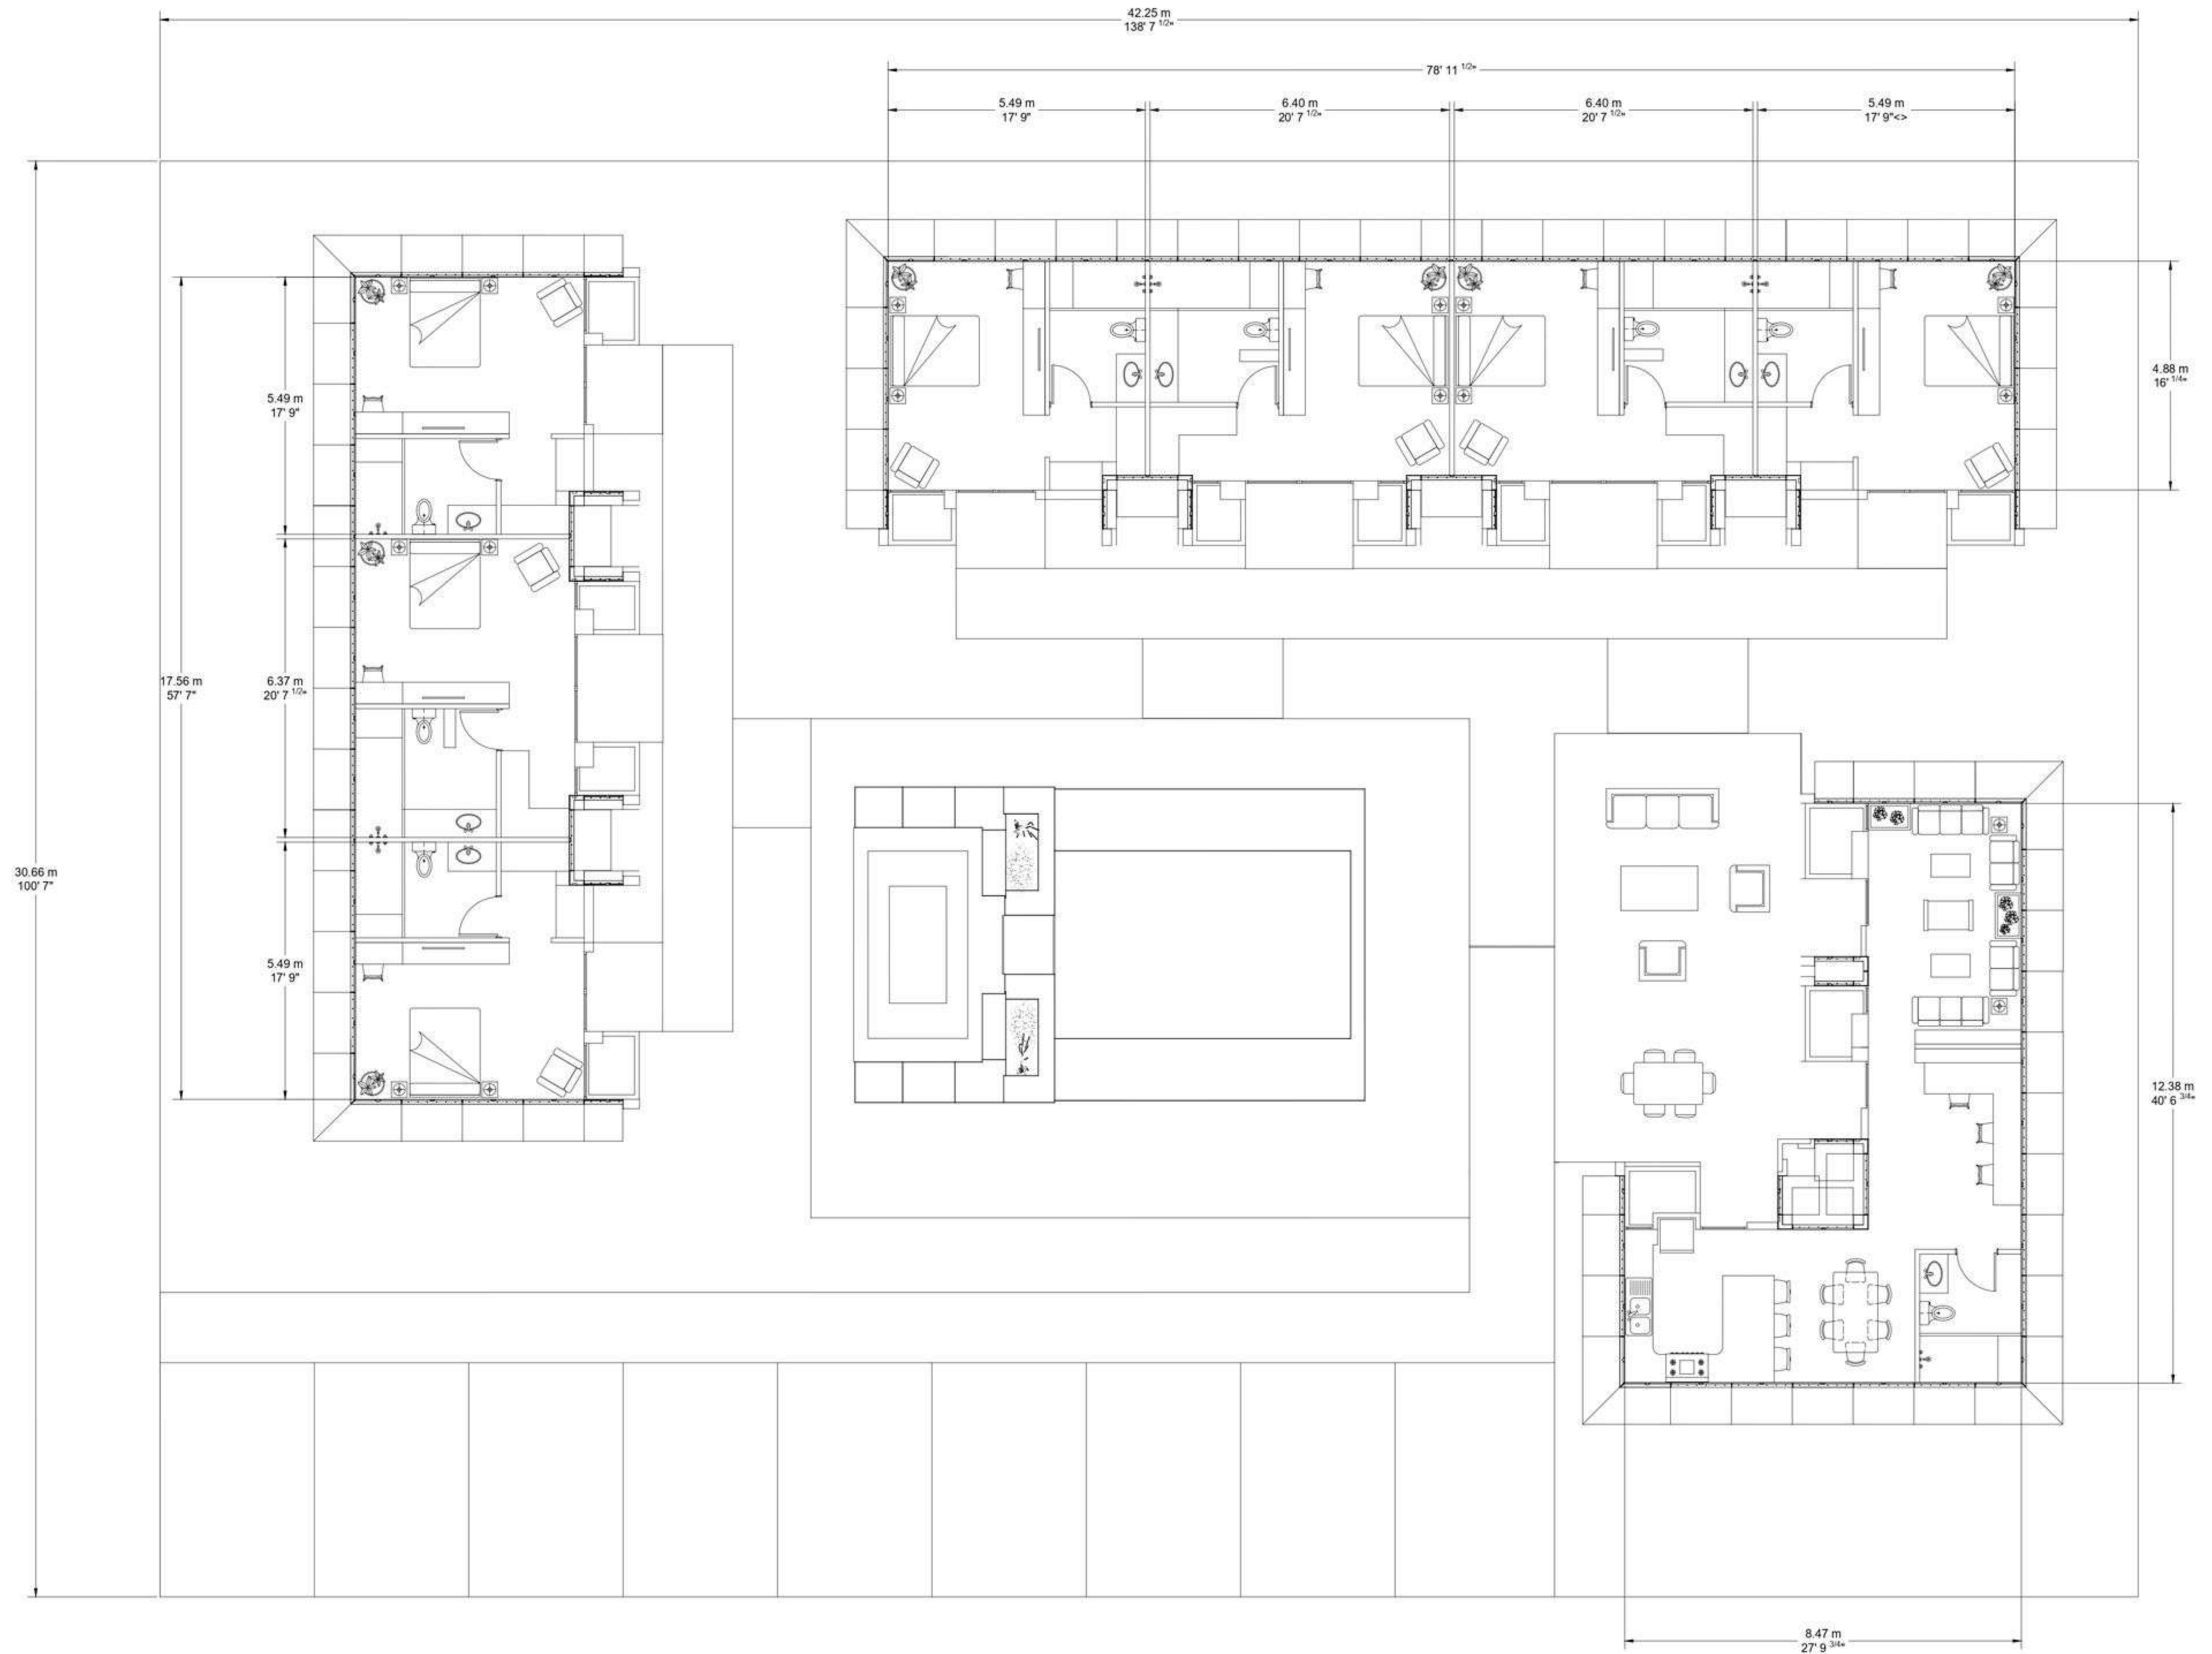 42.25 m
138' 7 1/2"
78' 11 1/2"
5.49 m
17' 9"
6.40 m
20' 7 1/2"
6.40 m
20' 7 1/2"
5.49 m
17' 9"<>
4.88 m
16' 1/4"
5.49 m
17' 9"
17.56 m
57' 7"
6.37 m
20' 7 1/2"
30.66 m
100' 7"
5.49 m
17' 9"
12.38 m
40' 6 3/4"
8.47 m
27' 9 3/4"